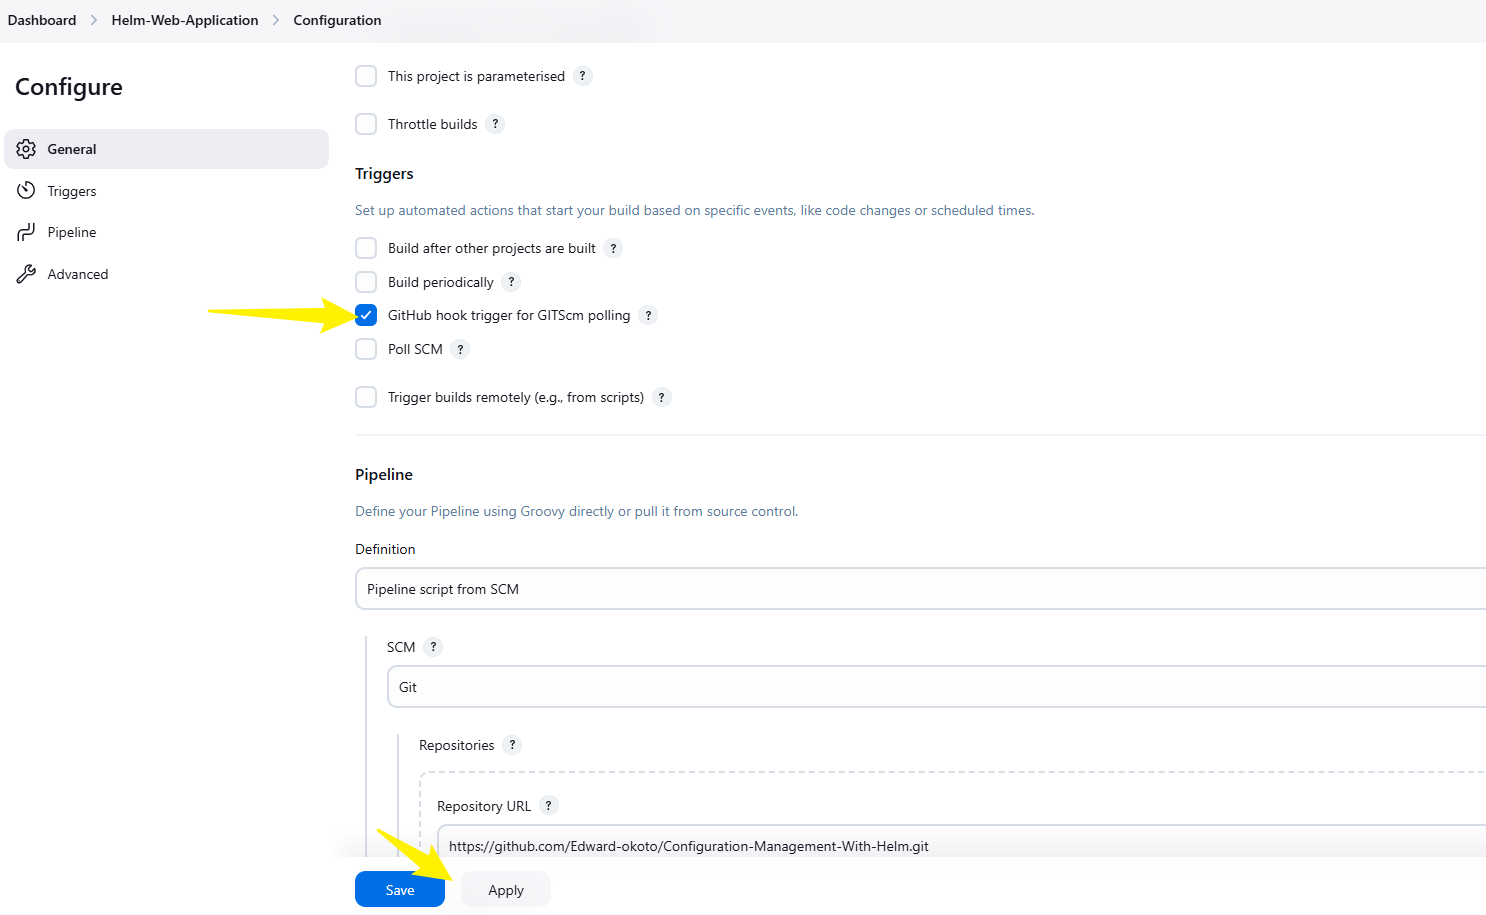 Dashboard > Helm-Web-Application > Configuration
Configure
General
Triggers
Pipeline
Advanced
This project is parameterised ?
Throttle builds ?
Triggers
Set up automated actions that start your build based on specific events, like code changes or scheduled times.
Build after other projects are built ?
Build periodically ?
GitHub hook trigger for GITScm polling ?
Poll SCM ?
Trigger builds remotely (e.g., from scripts) ?
Pipeline
Define your Pipeline using Groovy directly or pull it from source control.
Definition
Pipeline script from SCM
SCM ?
Git
Repositories ?
Repository URL ?
https://github.com/Edward-okoto/Configuration-Management-With-Helm.git
Save
Apply